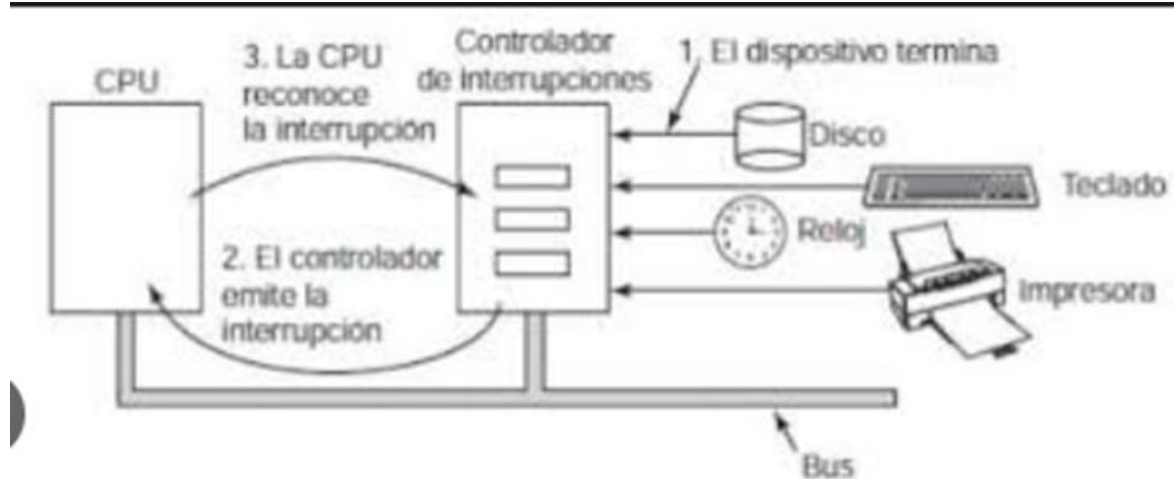 CPU
3. La CPU
reconoce
la interrupción
Controlador
de interrupciones
1. El dispositivo termina
Disco
Teclado
Reloj
2. El controlador
emite la
interrupción
Impresora
Bus